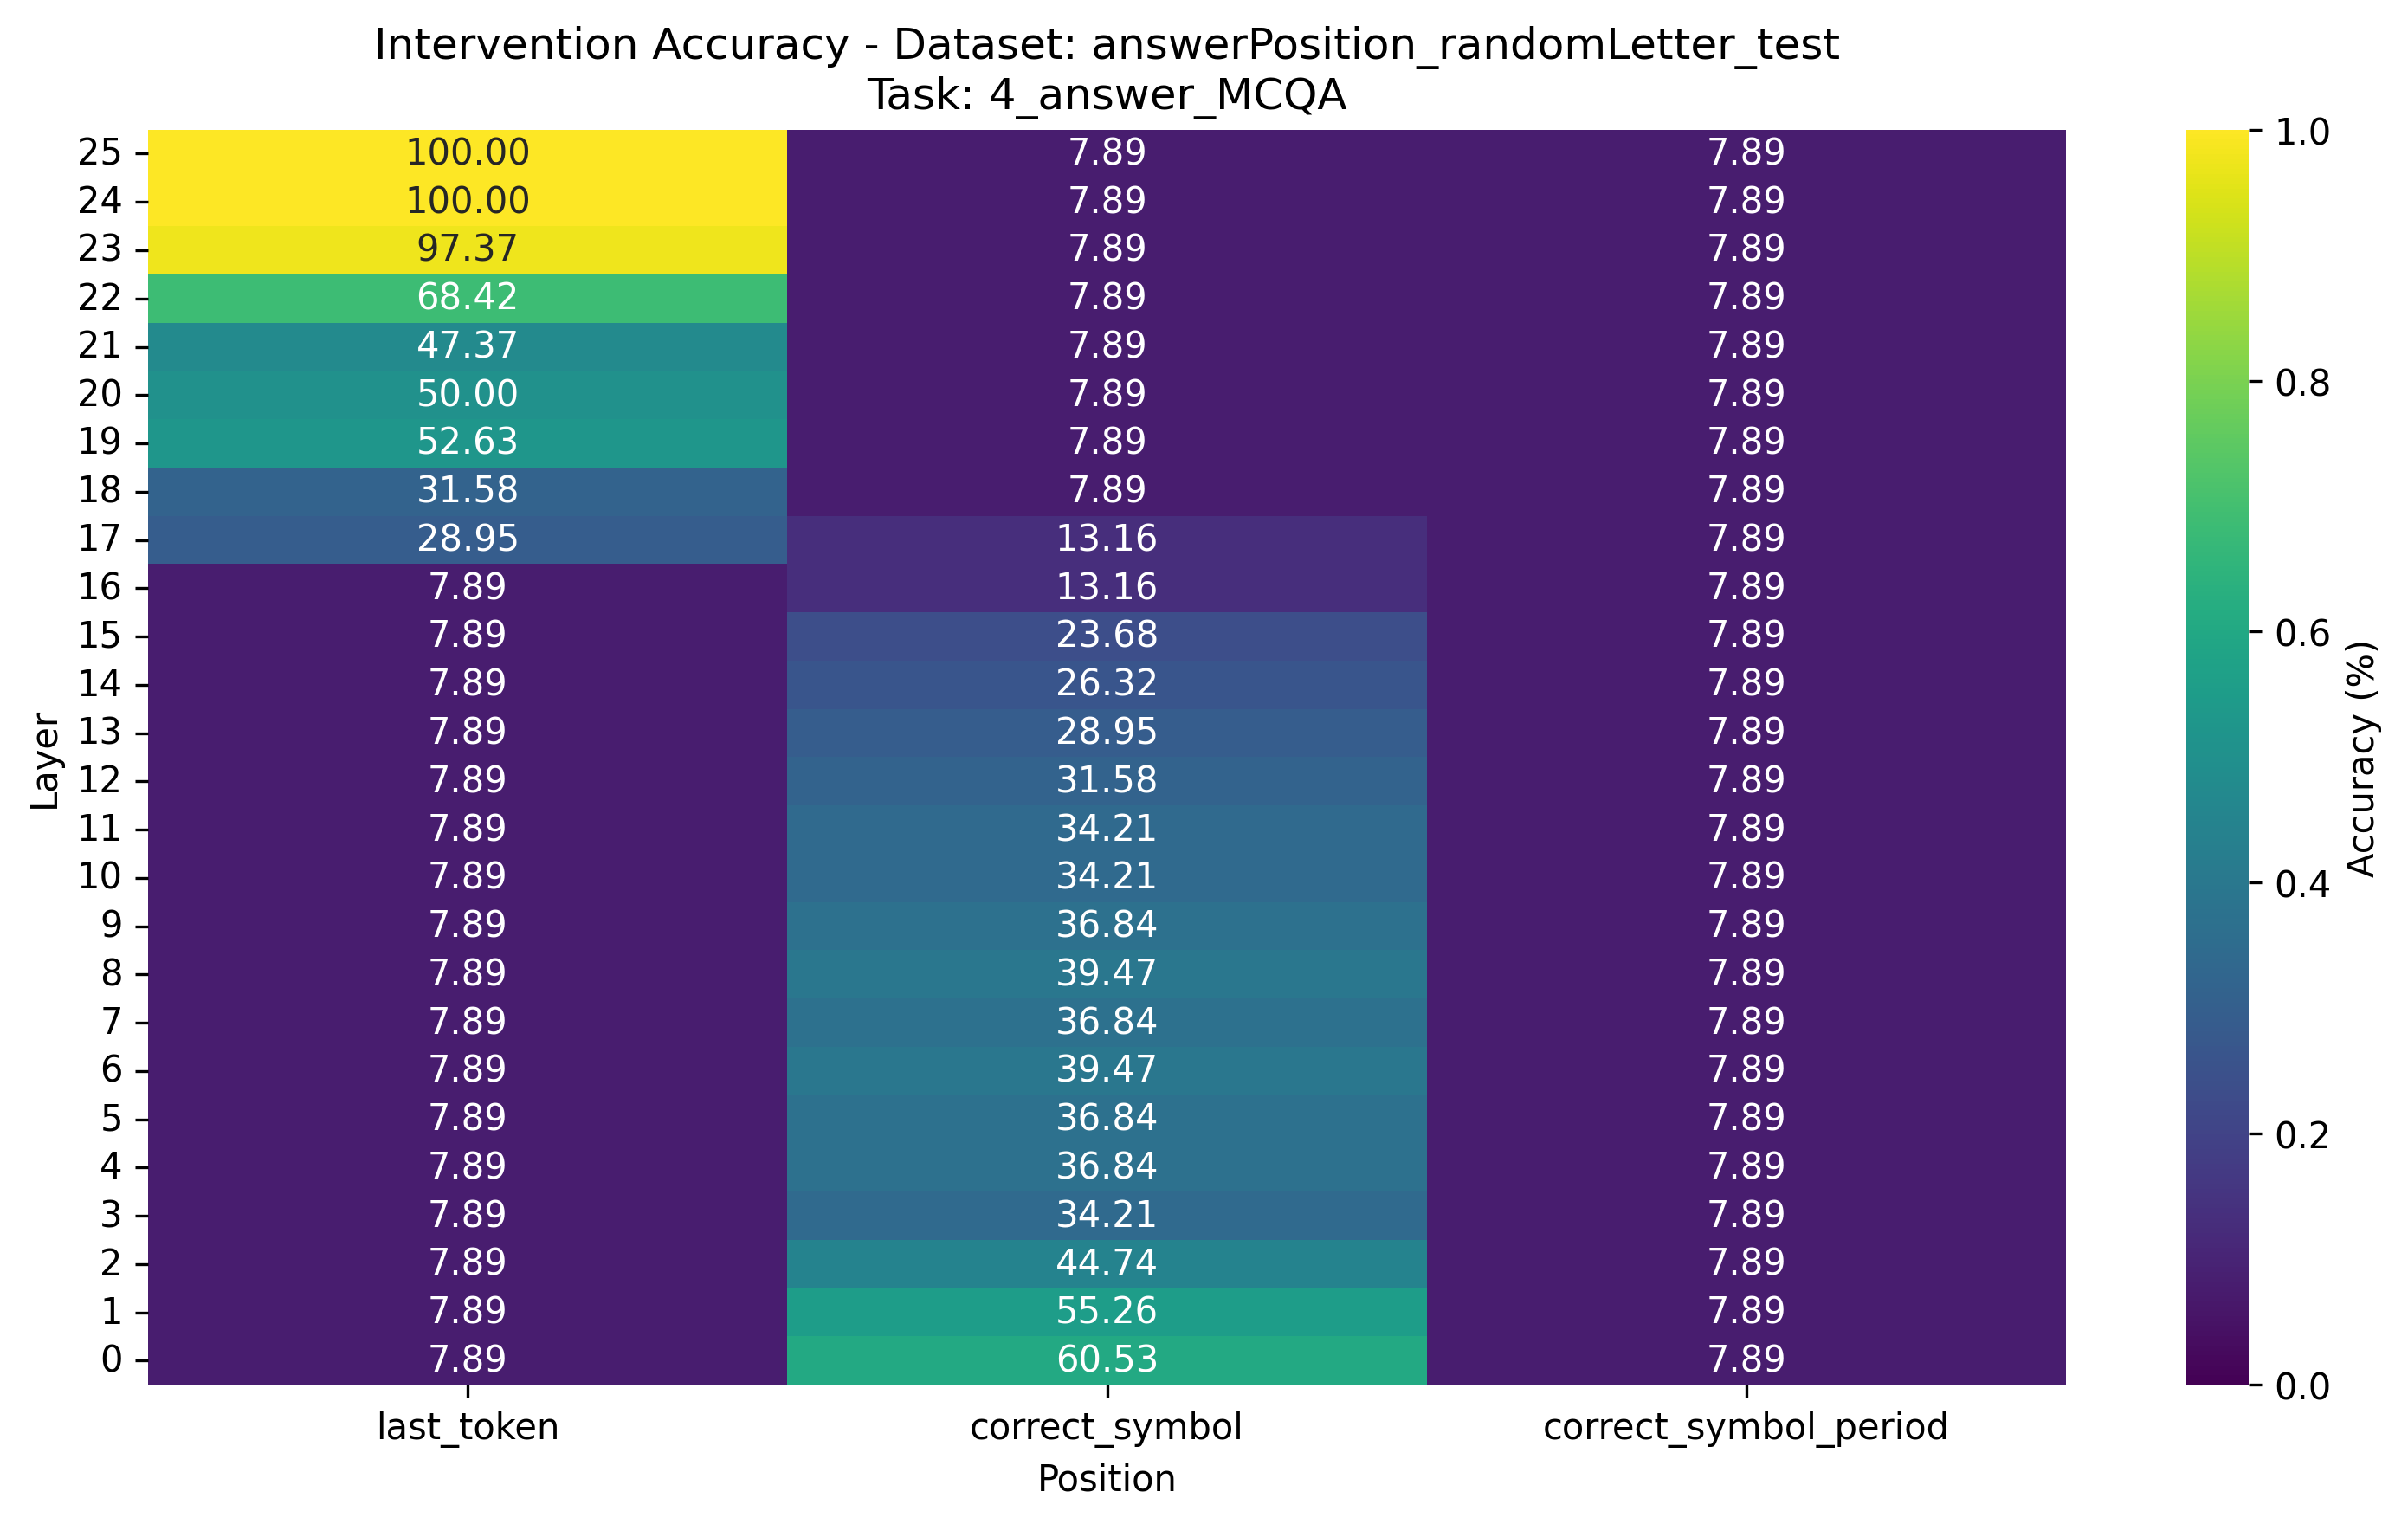 Intervention Accuracy - Dataset: answerPosition_randomLetter_test
Task: 4_answer_MCQA
25 100.00 7.89 7.89
24 100.00 7.89 7.89
23 97.37 7.89 7.89
22 68.42 7.89 7.89
21 47.37 7.89 7.89
20 50.00 7.89 7.89
19 52.63 7.89 7.89
18 31.58 7.89 7.89
17 28.95 13.16 7.89
16 7.89 13.16 7.89
15 7.89 23.68 7.89
14 7.89 26.32 7.89
13 7.89 28.95 7.89
12 7.89 31.58 7.89
11 7.89 34.21 7.89
10 7.89 34.21 7.89
9 7.89 36.84 7.89
8 7.89 39.47 7.89
7 7.89 36.84 7.89
6 7.89 39.47 7.89
5 7.89 36.84 7.89
4 7.89 36.84 7.89
3 7.89 34.21 7.89
2 7.89 44.74 7.89
1 7.89 55.26 7.89
0 7.89 60.53 7.89
last_token correct_symbol correct_symbol_period
Position
Layer
1.0
0.8
0.6
0.4
0.2
0.0
Accuracy (%)